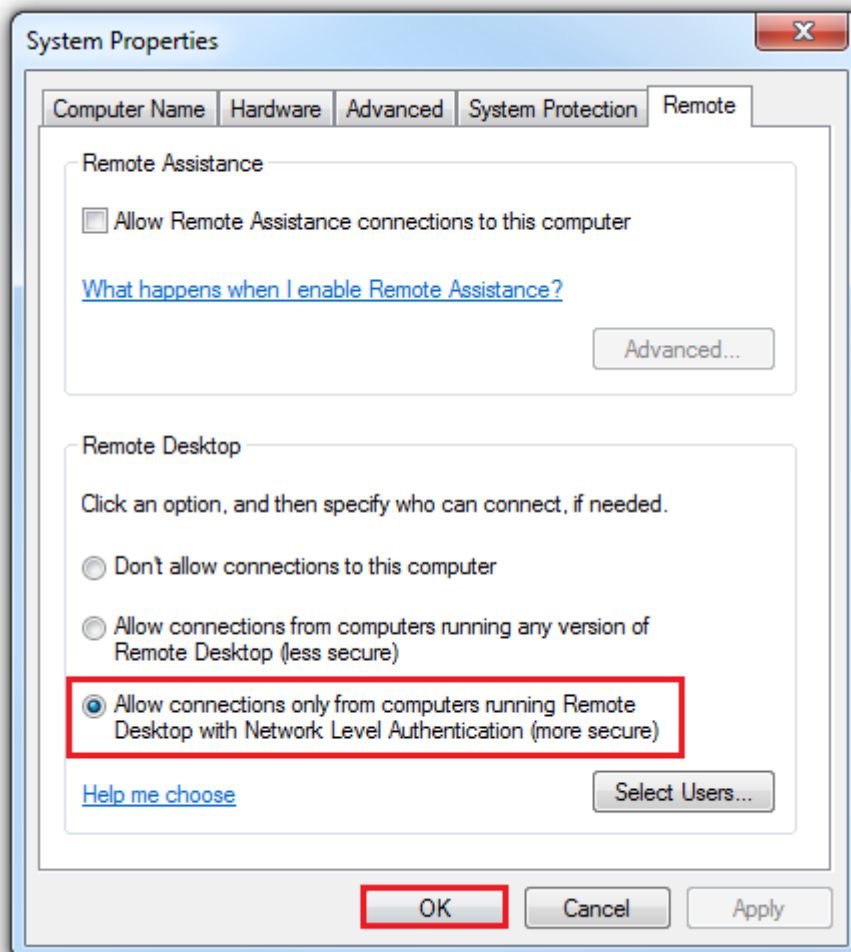 System Properties
Computer Name
Hardware
Advanced
System Protection
Remote
Remote Assistance
Allow Remote Assistance connections to this computer
What happens when I enable Remote Assistance?
Advanced...
Remote Desktop
Click an option, and then specify who can connect, if needed.
Don't allow connections to this computer
Allow connections from computers running any version of
Remote Desktop (less secure)
Allow connections only from computers running Remote
Desktop with Network Level Authentication (more secure)
Help me choose
Select Users...
OK
Cancel
Apply